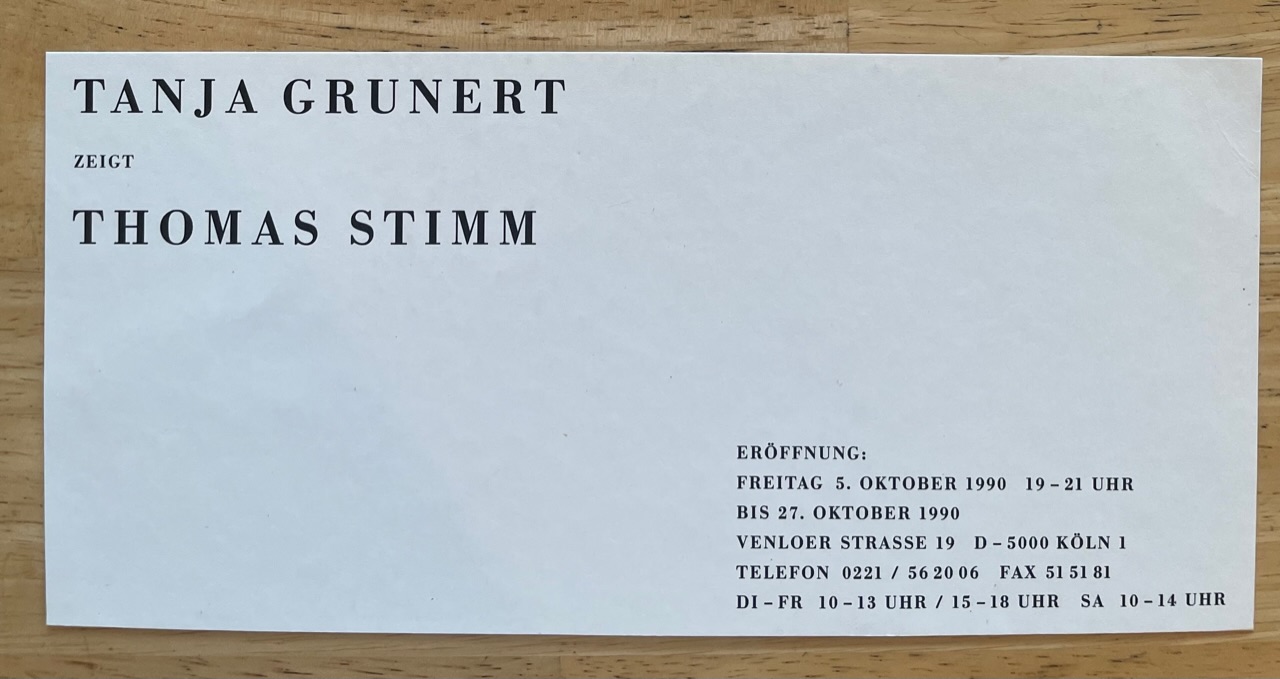 TANJA GRUNERT
ZEIGT
THOMAS STIMM
ERÖFFNUNG:
FREITAG 5. OKTOBER 1990 19 – 21 UHR
BIS 27. OKTOBER 1990
VENLOER STRASSE 19 D – 5000 KÖLN 1
TELEFON 0221 / 56 20 06 FAX 51 51 81
DI – FR 10 – 13 UHR / 15 – 18 UHR SA 10 – 14 UHR